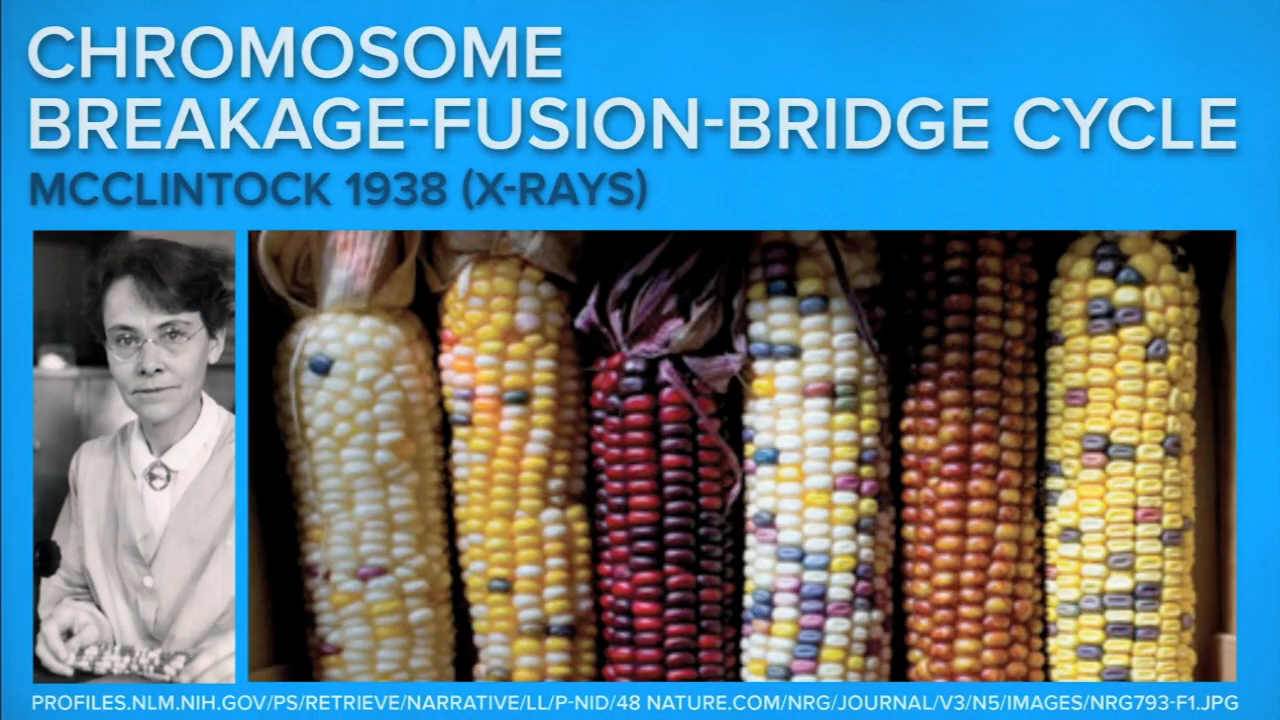 CHROMOSOME
BREAKAGE-FUSION-BRIDGE CYCLE
MCCLINTOCK 1938 (X-RAYS)
PROFILES.NLM.NIH.GOV/PS/RETRIEVE/NARRATIVE/LL/P-NID/48 NATURE.COM/NRG/JOURNAL/V3/N5/IMAGES/NRG793-F1.JPG